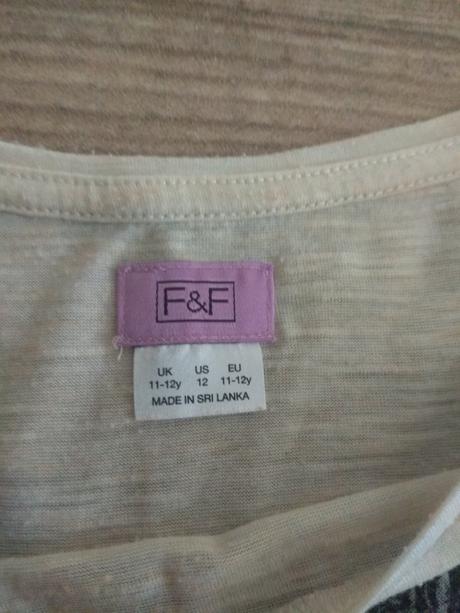 F&F
UK US EU
11-12y 12 11-12y
MADE IN SRI LANKA